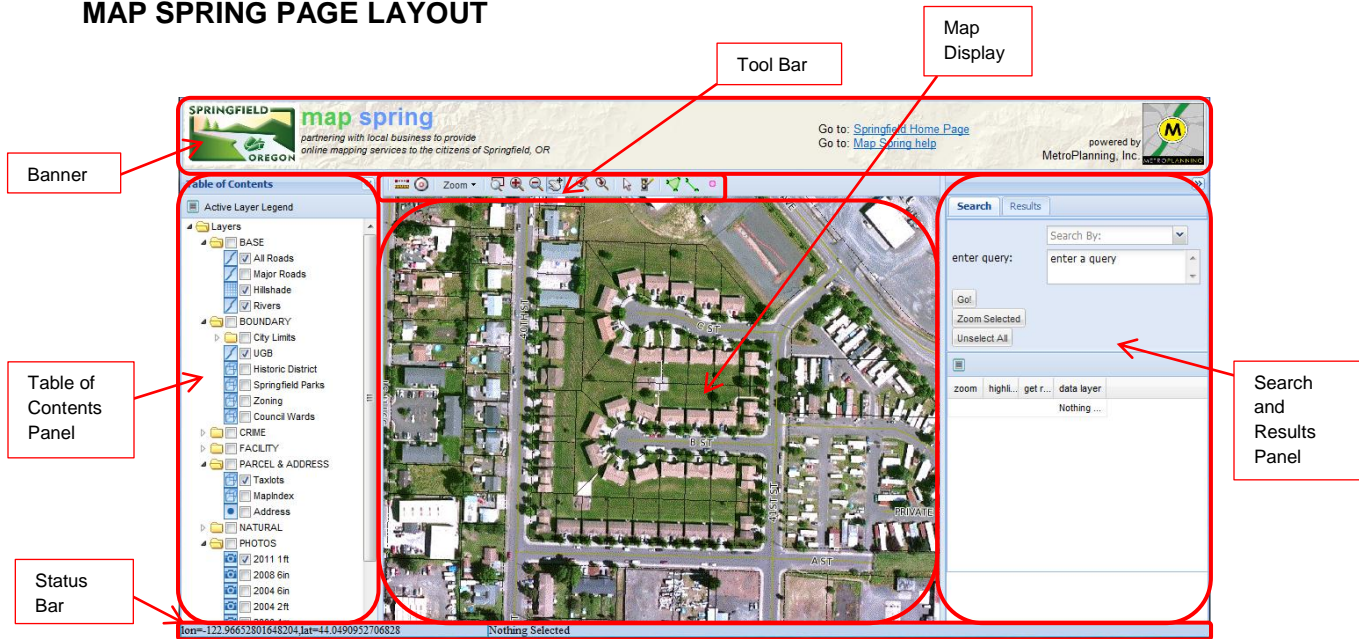 MAP SPRING PAGE LAYOUT
Map
Display
Tool Bar
Banner
SPRINGFIELD
OREGON
map spring
partnering with local business to provide
online mapping services to the citizens of Springfield, OR
Go to: Springfield Home Page
Go to: Map Spring help
powered by
MetroPlanning, Inc.
M
METROPLANNING
Table of Contents
Zoom
Active Layer Legend
Layers
BASE
All Roads
Major Roads
Hillshade
Rivers
BOUNDARY
City Limits
UGB
Historic District
Springfield Parks
Zoning
Council Wards
CRIME
FACILITY
PARCEL & ADDRESS
Taxlots
MapIndex
Address
NATURAL
PHOTOS
2011 1ft
2008 6in
2004 6in
2004 2ft
40TH ST
C ST
B ST
41ST ST
PRIVATE
A ST
Search
Results
Search By:
enter query:
enter a query
Go!
Zoom Selected
Unselect All
zoom highli... get r... data layer
Nothing ...
Table of
Contents
Panel
Search
and
Results
Panel
Status
Bar
lon=-122.96652801648204,lat=44.0490952706828
Nothing Selected